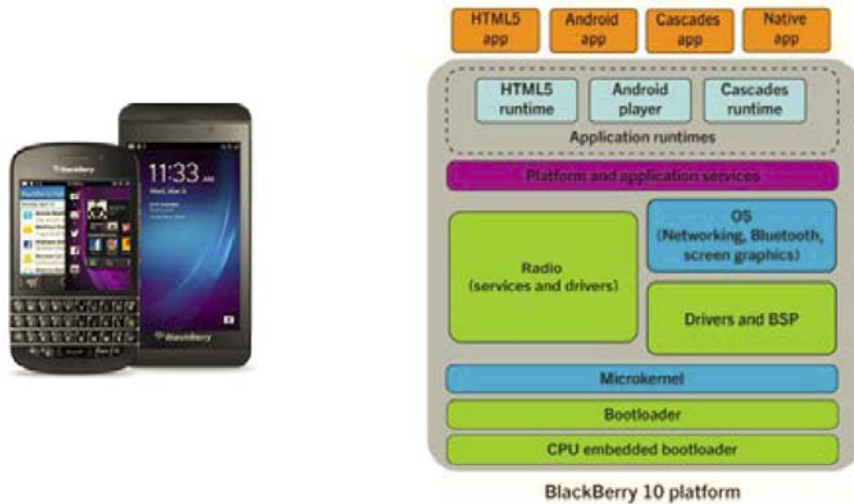 BlackBerry
11:33 AM
BlackBerry
HTML5
app
Android
app
Cascades
app
Native
app
HTML5
runtime
Android
player
Cascades
runtime
Application runtimes
Platform and application services
Radio
(services and drivers)
OS
(Networking, Bluetooth,
screen graphics)
Drivers and BSP
Microkernel
Bootloader
CPU embedded bootloader
BlackBerry 10 platform